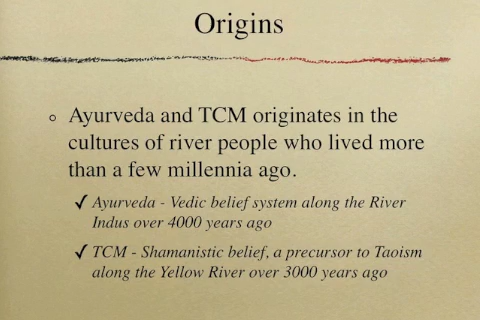 Origins
Ayurveda and TCM originates in the
cultures of river people who lived more
than a few millennia ago.
Ayurveda - Vedic belief system along the River
Indus over 4000 years ago
TCM - Shamanistic belief, a precursor to Taoism
along the Yellow River over 3000 years ago